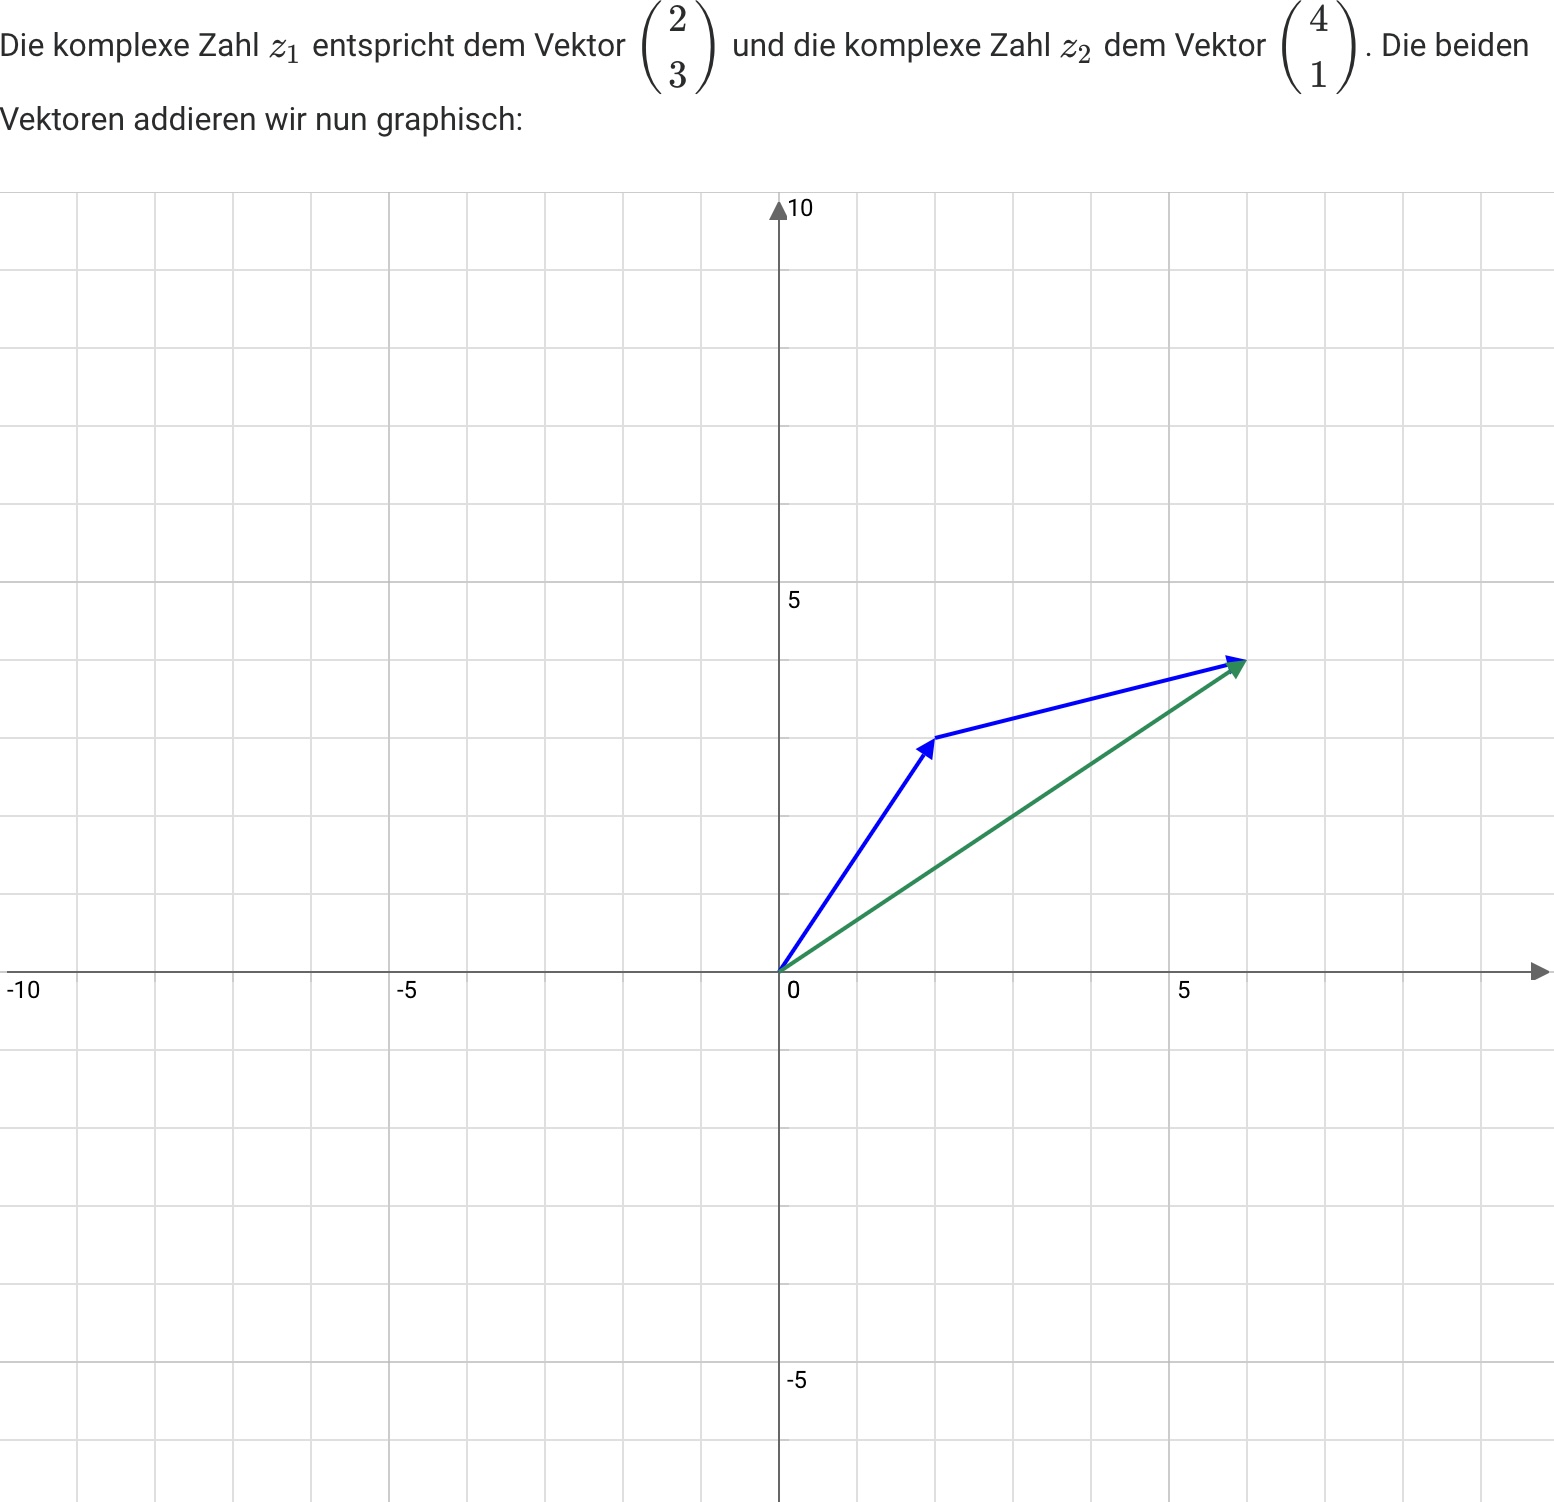 Die komplexe Zahl $z_1$ entspricht dem Vektor $\begin{pmatrix} 2 \\ 3 \end{pmatrix}$ und die komplexe Zahl $z_2$ dem Vektor $\begin{pmatrix} 4 \\ 1 \end{pmatrix}$. Die beiden
Vektoren addieren wir nun graphisch:
10
5
-10 -5 0 5
-5